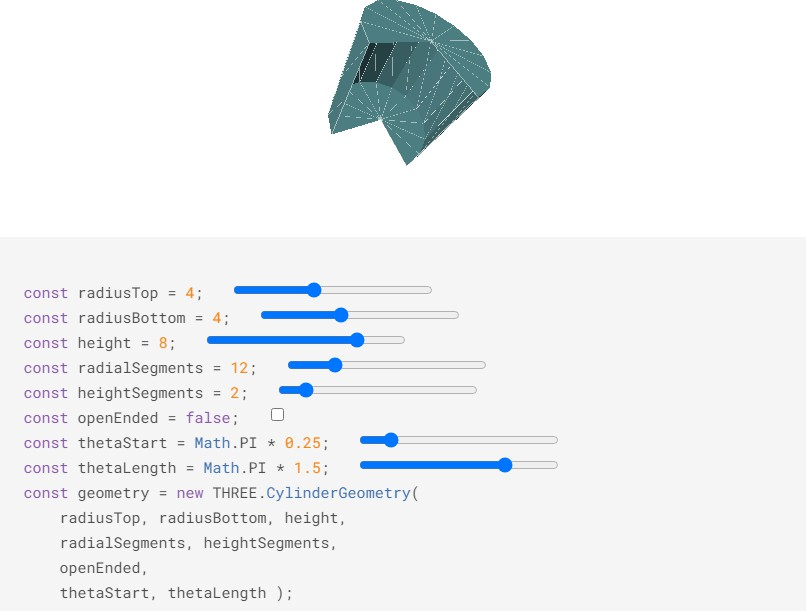 const radiusTop = 4;
const radiusBottom = 4;
const height = 8;
const radialSegments = 12;
const heightSegments = 2;
const openEnded = false;
const thetaStart = Math.PI * 0.25;
const thetaLength = Math.PI * 1.5;
const geometry = new THREE.CylinderGeometry(
    radiusTop, radiusBottom, height,
    radialSegments, heightSegments,
    openEnded,
    thetaStart, thetaLength );